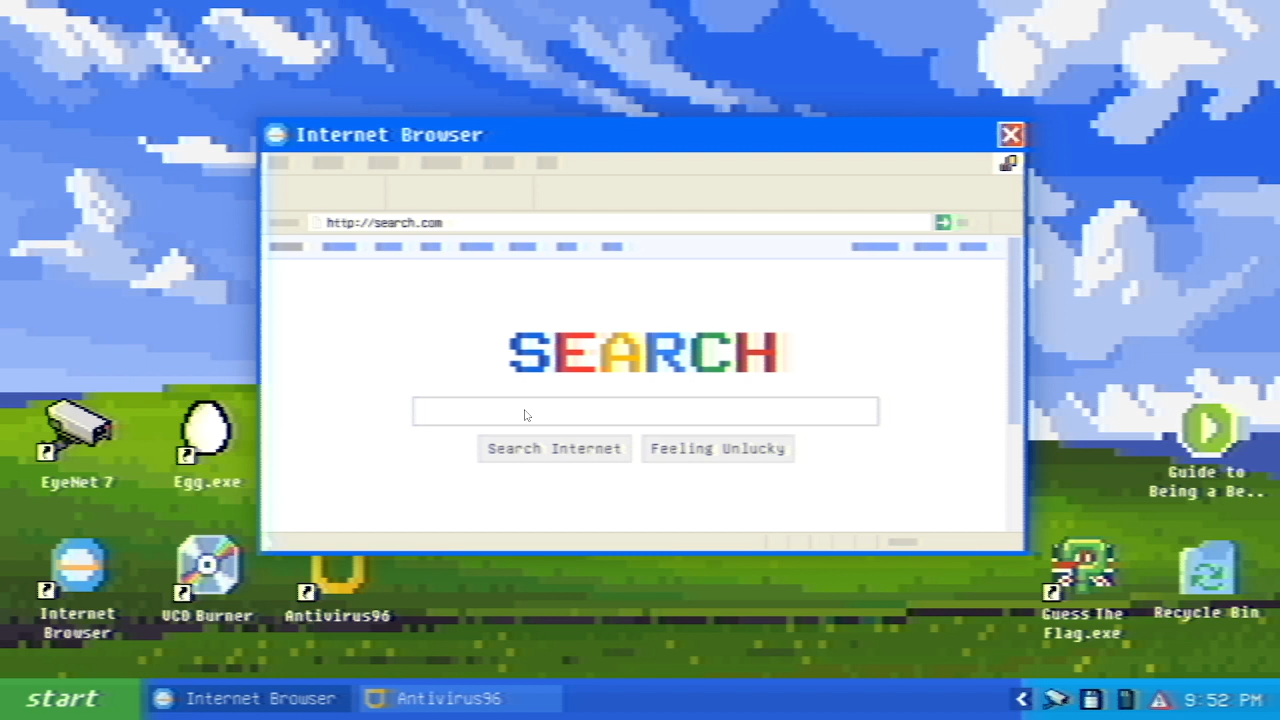 Internet Browser
http://search.com
SEARCH
Search Internet
Feeling Unlucky
EyeNet 7
Egg.exe
Guide to
Being a Be..
Internet
Browser
VCD Burner
Antivirus96
Guess The
Flag.exe
Recycle Bin
start
Internet Browser
Antivirus96
9:52 PM